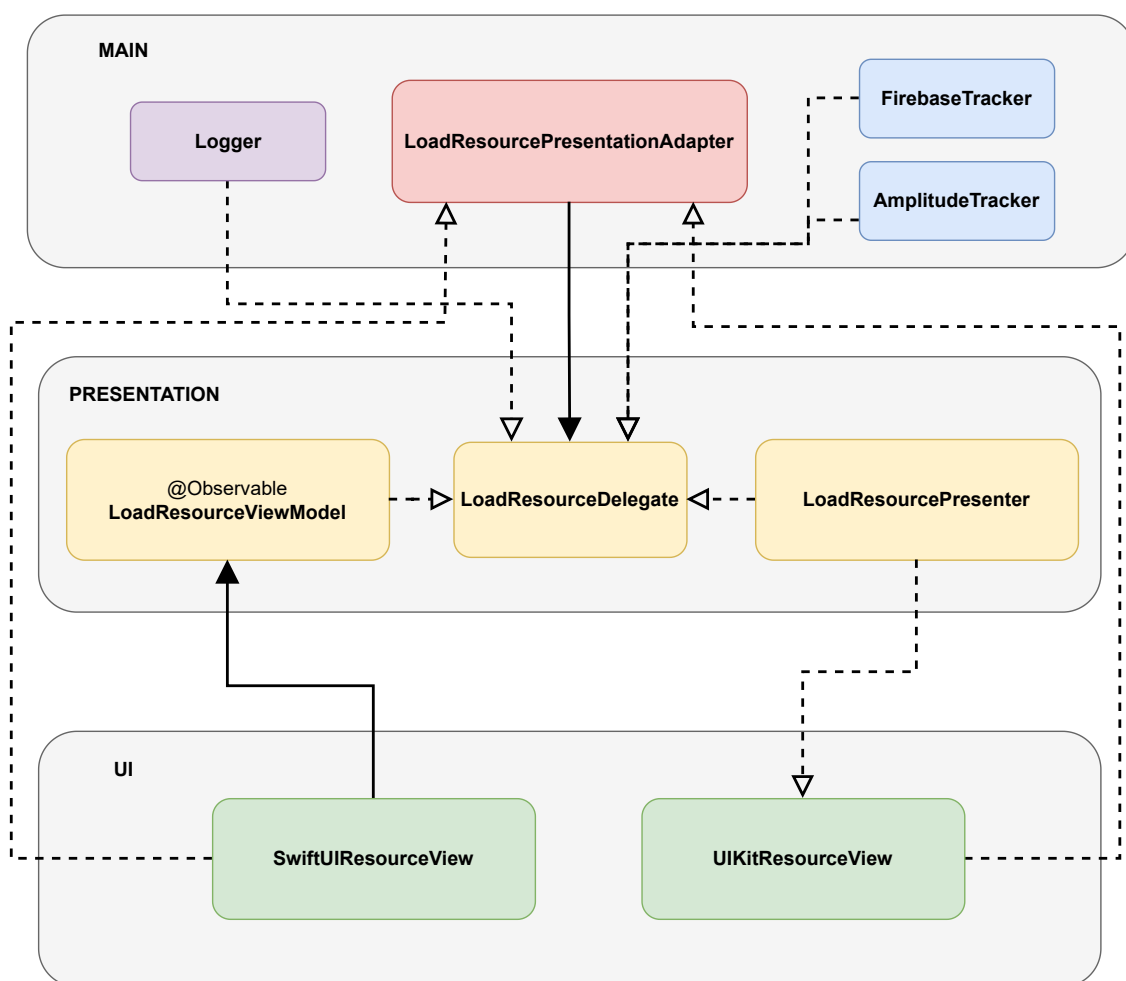 MAIN
FirebaseTracker
Logger
LoadResourcePresentationAdapter
AmplitudeTracker
PRESENTATION
@Observable
LoadResourceViewModel
LoadResourceDelegate
LoadResourcePresenter
UI
SwiftUIResourceView
UIKitResourceView